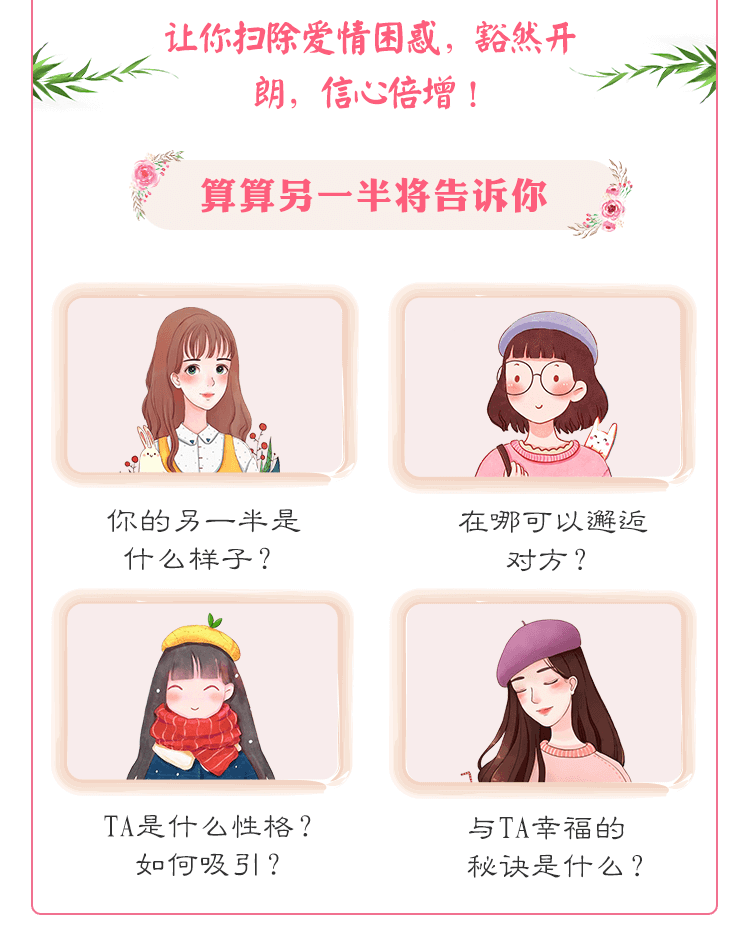 让你扫除爱情困惑，豁然开
朗，信心倍增！
算算另一半将告诉你
你的另一半是
什么样子？
在哪可以邂逅
对方？
TA是什么性格？
如何吸引？
与TA幸福的
秘诀是什么？